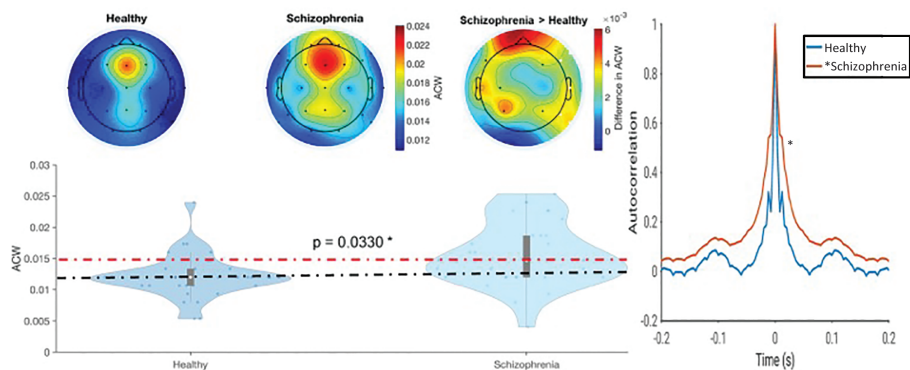 Healthy
Schizophrenia
Schizophrenia > Healthy
0.024
0.022
0.020
0.018
0.016
0.014
0.012
ACW
×10⁻³
6
4
2
0
Difference in ACW
0.03
0.025
0.02
0.015
0.01
0.005
0
ACW
p = 0.0330 *
Healthy
Schizophrenia
Healthy
*Schizophrenia
*
1
0.8
0.6
0.4
0.2
0
-0.2
Autocorrelation
-0.2
-0.1
0
0.1
0.2
Time (s)